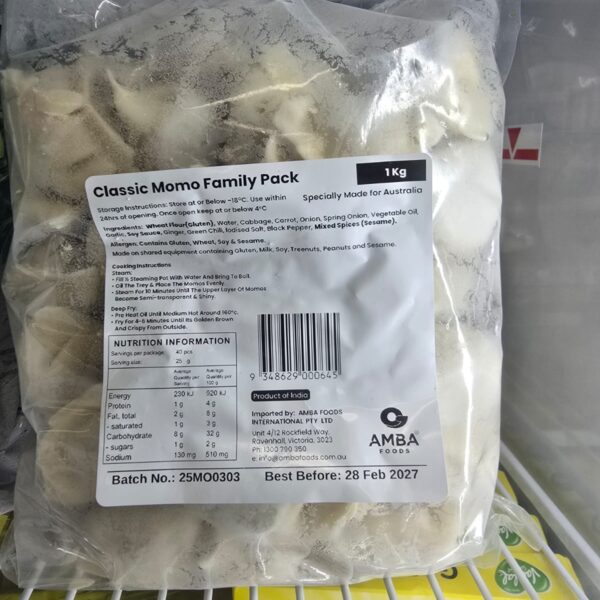 Classic Momo Family Pack
1 Kg
Storage Instructions: Store at or Below -18°C. Use within
24hrs of opening. Once open keep at or below 4°C
Specially Made for Australia
Ingredients: Wheat Flour(Gluten), Water, Cabbage, Carrot, Onion, Spring Onion, Vegetable Oil,
Garlic, Soy Sauce, Ginger, Green Chili, Iodised Salt, Black Pepper, Mixed Spices (Sesame).
Allergen: Contains Gluten, Wheat, Soy & Sesame.
Made on shared equipment containing Gluten, Milk, Soy, Treenuts, Peanuts and Sesame.
Cooking Instructions
Steam:
• Fill ½ Steaming Pot With Water And Bring To Boil.
• Oil The Trey & Place The Momos Evenly.
• Steam For 10 Minutes Until The Upper Layer Of Momos
Become Semi-transparent & Shiny.
Deep Fry:
• Pre Heat Oil Until Medium Hot Around 160°c.
• Fry For 4-5 Minutes Until Its Golden Brown
And Crispy From Outside.
NUTRITION INFORMATION
Servings per package: 40 pcs
Serving size: 25 g
Average Quantity per Serving
Average Quantity per 100 g
Energy 230 kJ 920 kJ
Protein 1 g 4 g
Fat, total 2 g 8 g
- saturated 1 g 3 g
Carbohydrate 8 g 32 g
- sugars 1 g 2 g
Sodium 130 mg 510 mg
9 348629 000645
Product of India
Imported by: AMBA FOODS
INTERNATIONAL PTY LTD
Unit 4/12 Rockfield Way,
Ravenhall, Victoria, 3023
Ph: 1300 790 350
e: info@ambafoods.com.au
AMBA
FOODS
Batch No.: 25MO0303
Best Before: 28 Feb 2027